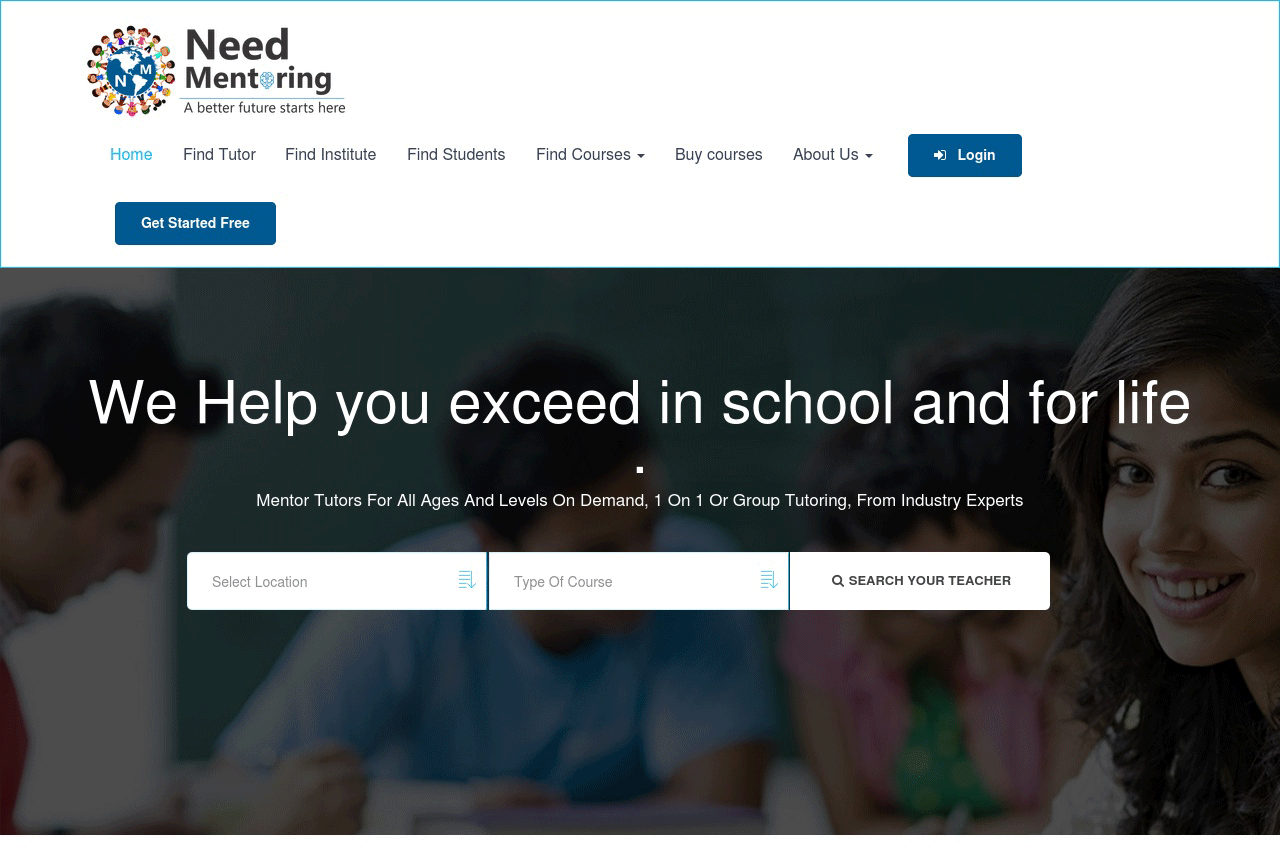 Need
Mentoring
N M
A better future starts here
Home Find Tutor Find Institute Find Students Find Courses Buy courses About Us Login
Get Started Free
We Help you exceed in school and for life
.
Mentor Tutors For All Ages And Levels On Demand, 1 On 1 Or Group Tutoring, From Industry Experts
Select Location Type Of Course SEARCH YOUR TEACHER